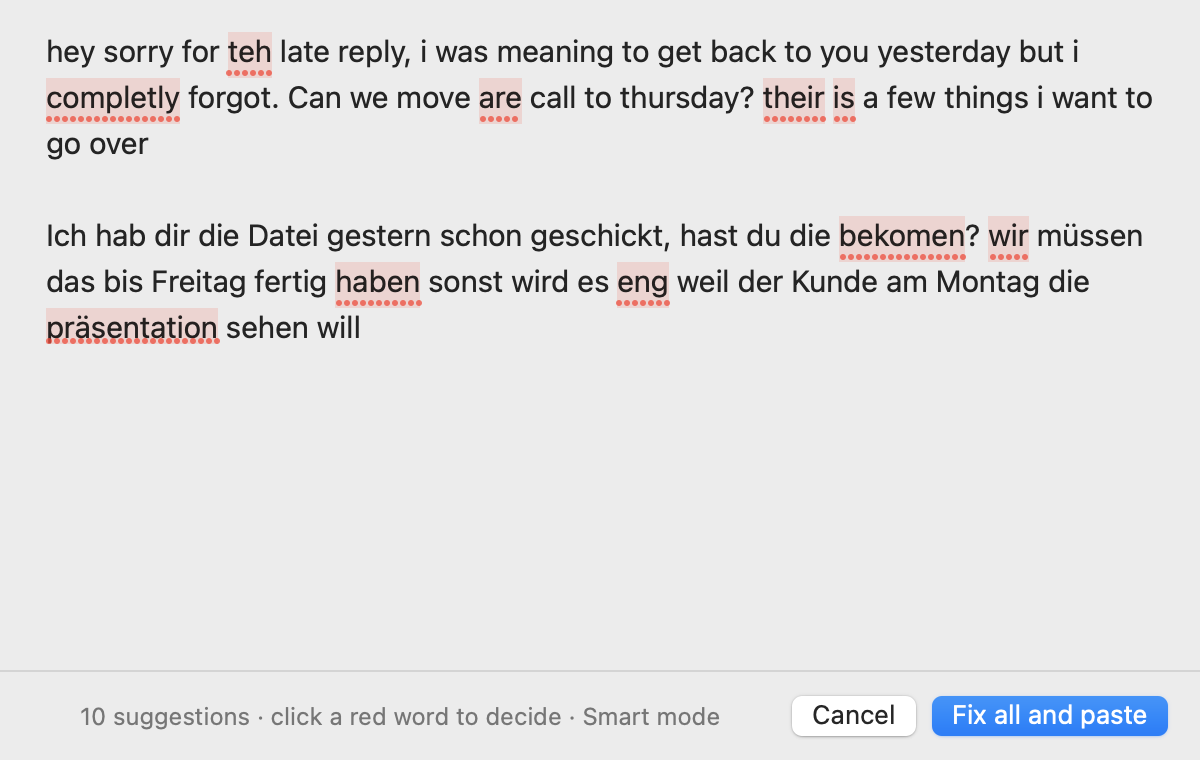 hey sorry for teh late reply, i was meaning to get back to you yesterday but i
completly forgot. Can we move are call to thursday? their is a few things i want to
go over
Ich hab dir die Datei gestern schon geschickt, hast du die bekomen? wir müssen
das bis Freitag fertig haben sonst wird es eng weil der Kunde am Montag die
präsentation sehen will
10 suggestions · click a red word to decide · Smart mode
Cancel
Fix all and paste